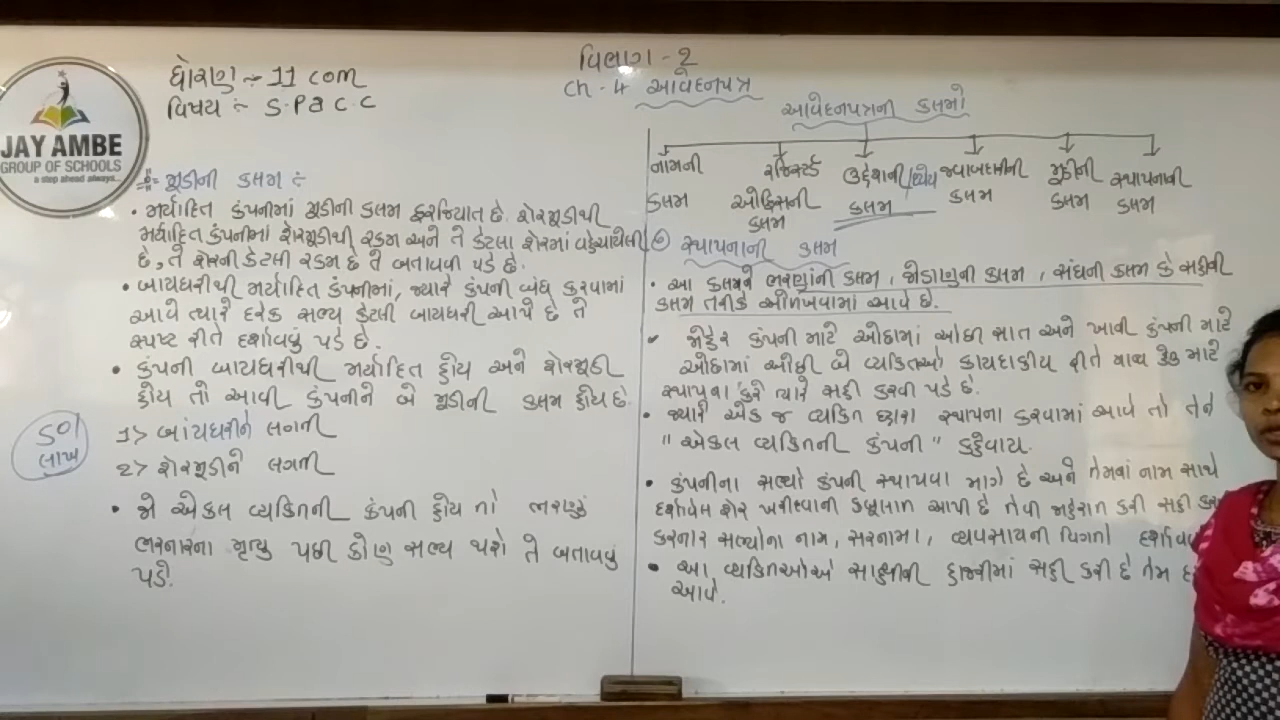 JAY AMBE
GROUP OF SCHOOLS
a step ahead always...
ધોરણ :- 11 com
વિષય :- S.P a C.C
વિભાગ - 2
Ch - 4 આવેદનપત્ર
મૂડીની કલમ :-
• મર્યાદિત કંપનીમાં મૂડીની કલમ ફરજિયાત છે. શેરમૂડીથી
મર્યાદિત કંપનીમાં શેરમૂડીથી રકમ અને તે કેટલા શેરમાં વહેંચાયેલી
છે, તે શેરની કેટલી રકમ છે તે બતાવવી પડે છે.
• બાંયધરીથી મર્યાદિત કંપનીમાં, જ્યારે કંપની બંધ કરવામાં
આવે ત્યારે દરેક સભ્ય કેટલી બાંયધરી આપે છે તે
સ્પષ્ટ રીતે દર્શાવવું પડે છે.
• કંપની બાંયધરીથી મર્યાદિત હોય અને શેરમૂડી
હોય તો આવી કંપનીને બે મૂડીની કલમ હોય છે
1> બાંયધરીને લગતી
2> શેરમૂડીને લગતી
લાખ
• જો એકલ વ્યકિતની કંપની હોય તો ભરણું
ભરનારના મૃત્યુ પછી કોણ સભ્ય થશે તે બતાવવું
પડે.
આવેદનપત્રની કલમો
નામની કલમ
રજિસ્ટર્ડ ઓફિસની કલમ
ઉદ્દેશની/ધ્યેય કલમ
જવાબદારીની કલમ
મૂડીની કલમ
સ્થાપનાની કલમ
સ્થાપનાની કલમ
• આ કલમને ભરણાંની કલમ, જોડાણની કલમ, સંઘની કલમ કે સહીની
કલમ તરીકે ઓળખવામાં આવે છે.
• જાહેર કંપની માટે ઓછામાં ઓછી સાત અને ખાનગી કંપની માટે
ઓછામાં ઓછી બે વ્યકિતઓ કાયદાકીય રીતે માન્ય હેતુ માટે
સ્થાપના કરે ત્યારે સહી કરવી પડે છે.
• જ્યારે એક જ વ્યકિત દ્વારા સ્થાપના કરવામાં આવે તો તેને
"એકલ વ્યકિતની કંપની" કહેવાય.
• કંપનીના સભ્યો કંપની સ્થાપવા માગે છે અને તેમનાં નામ સાથે
દર્શાવેલ શેર ખરીદવાની કબૂલાત આપી છે તેવી જાહેરાત કરી સહી
કરનાર સભ્યોના નામ, સરનામા, વ્યવસાયની વિગતો
• આ વ્યકિતઓએ સાક્ષીની હાજરીમાં સહી કરી છે તેમ
આવે.